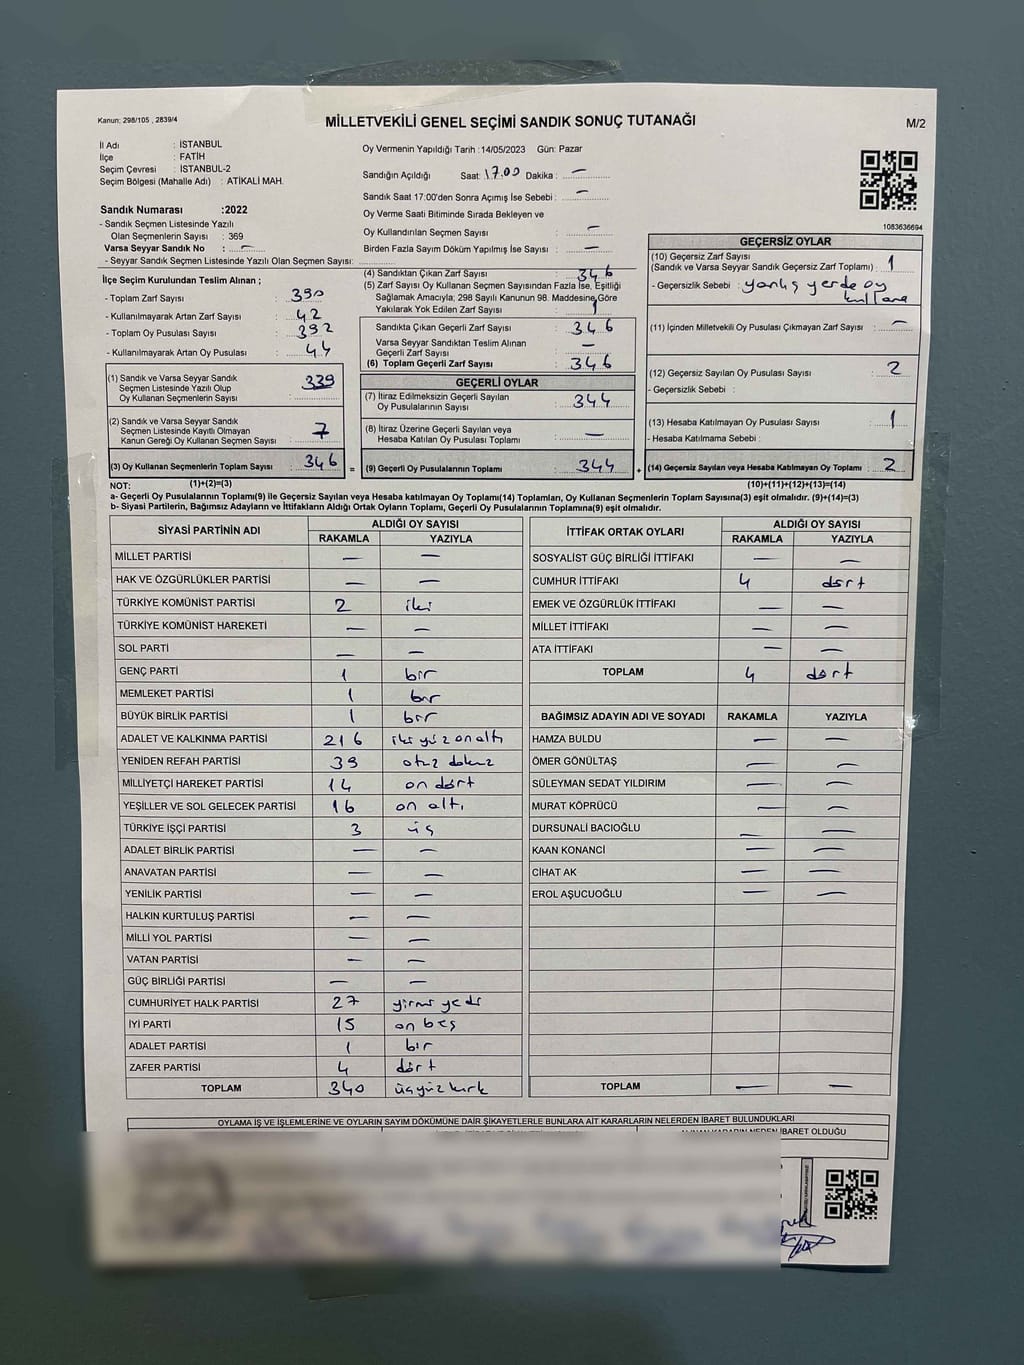 Kanun; 298/105 , 2839/4
MİLLETVEKİLİ GENEL SEÇİMİ SANDIK SONUÇ TUTANAĞI
M/2
İl Adı : İSTANBUL
İlçe : FATİH
Seçim Çevresi : İSTANBUL-2
Seçim Bölgesi (Mahalle Adı) : ATİKALİ MAH.
Sandık Numarası :2022
- Sandık Seçmen Listesinde Yazılı
Olan Seçmenlerin Sayısı : 369
Varsa Seyyar Sandık No : —
- Seyyar Sandık Seçmen Listesinde Yazılı Olan Seçmen Sayısı:
Oy Vermenin Yapıldığı Tarih :14/05/2023 Gün: Pazar
Sandığın Açıldığı Saat: 17.00 Dakika : —
Sandık Saat 17:00'den Sonra Açımış İse Sebebi : —
Oy Verme Saati Bitiminde Sırada Bekleyen ve
Oy Kullandırılan Seçmen Sayısı : —
Birden Fazla Sayım Döküm Yapılmış İse Sayısı : —
1083636694
İlçe Seçim Kurulundan Teslim Alınan ;
- Toplam Zarf Sayısı : 390
- Kullanılmayarak Artan Zarf Sayısı : 42
- Toplam Oy Pusulası Sayısı : 392
- Kullanılmayarak Artan Oy Pusulası : 44
(1) Sandık ve Varsa Seyyar Sandık
Seçmen Listesinde Yazılı Olup
Oy Kullanan Seçmenlerin Sayısı : 339
(2) Sandık ve Varsa Seyyar Sandık
Seçmen Listesinde Kayıtlı Olmayan
Kanun Gereği Oy Kullanan Seçmen Sayısı : 7
(3) Oy Kullanan Seçmenlerin Toplam Sayısı : 346
(4) Sandıktan Çıkan Zarf Sayısı : 346
(5) Zarf Sayısı Oy Kullanan Seçmen Sayısından Fazla İse, Eşitliği
Sağlamak Amacıyla; 298 Sayılı Kanunun 98. Maddesine Göre
Yakılarak Yok Edilen Zarf Sayısı :
Sandıkta Çıkan Geçerli Zarf Sayısı : 346
Varsa Seyyar Sandıktan Teslim Alınan
Geçerli Zarf Sayısı : —
(6) Toplam Geçerli Zarf Sayısı : 346
GEÇERLİ OYLAR
(7) İtiraz Edilmeksizin Geçerli Sayılan
Oy Pusulalarının Sayısı : 344
(8) İtiraz Üzerine Geçerli Sayılan veya
Hesaba Katılan Oy Pusulası Toplamı : —
= (9) Geçerli Oy Pusulalarının Toplamı : 344 +
GEÇERSİZ OYLAR
(10) Geçersiz Zarf Sayısı
(Sandık ve Varsa Seyyar Sandık Geçersiz Zarf Toplamı) : 1
- Geçersizlik Sebebi : yanlış yerde oy
(11) İçinden Milletvekili Oy Pusulası Çıkmayan Zarf Sayısı : —
(12) Geçersiz Sayılan Oy Pusulası Sayısı : 2
- Geçersizlik Sebebi :
(13) Hesaba Katılmayan Oy Pusulası Sayısı : 1
- Hesaba Katılmama Sebebi :
(14) Geçersiz Sayılan veya Hesaba Katılmayan Oy Toplamı : 2
NOT: (1)+(2)=(3) (10)+(11)+(12)+(13)=(14)
a- Geçerli Oy Pusulalarının Toplamı(9) ile Geçersiz Sayılan veya Hesaba katılmayan Oy Toplamı(14) Toplamları, Oy Kullanan Seçmenlerin Toplam Sayısına(3) eşit olmalıdır. (9)+(14)=(3)
b- Siyasi Partilerin, Bağımsız Adayların ve İttifakların Aldığı Ortak Oyların Toplamı, Geçerli Oy Pusulalarının Toplamına(9) eşit olmalıdır.
SİYASİ PARTİNİN ADI ALDIĞI OY SAYISI
RAKAMLA YAZIYLA
MİLLET PARTİSİ — —
HAK VE ÖZGÜRLÜKLER PARTİSİ — —
TÜRKİYE KOMÜNİST PARTİSİ 2 iki
TÜRKİYE KOMÜNİST HAREKETİ — —
SOL PARTİ — —
GENÇ PARTİ 1 bir
MEMLEKET PARTİSİ 1 bir
BÜYÜK BİRLİK PARTİSİ 1 bir
ADALET VE KALKINMA PARTİSİ 216 iki yüz on altı
YENİDEN REFAH PARTİSİ 39 otuz dokuz
MİLLİYETÇİ HAREKET PARTİSİ 14 on dört
YEŞİLLER VE SOL GELECEK PARTİSİ 16 on altı
TÜRKİYE İŞÇİ PARTİSİ 3 üç
ADALET BİRLİK PARTİSİ — —
ANAVATAN PARTİSİ — —
YENİLİK PARTİSİ — —
HALKIN KURTULUŞ PARTİSİ — —
MİLLİ YOL PARTİSİ — —
VATAN PARTİSİ — —
GÜÇ BİRLİĞİ PARTİSİ — —
CUMHURİYET HALK PARTİSİ 27 yirmi yedi
İYİ PARTİ 15 on beş
ADALET PARTİSİ 1 bir
ZAFER PARTİSİ 4 dört
TOPLAM 340 üçyüz kırk
İTTİFAK ORTAK OYLARI ALDIĞI OY SAYISI
RAKAMLA YAZIYLA
SOSYALİST GÜÇ BİRLİĞİ İTTİFAKI — —
CUMHUR İTTİFAKI 4 dört
EMEK VE ÖZGÜRLÜK İTTİFAKI — —
MİLLET İTTİFAKI — —
ATA İTTİFAKI — —
TOPLAM 4 dört
BAĞIMSIZ ADAYIN ADI VE SOYADI RAKAMLA YAZIYLA
HAMZA BULDU — —
ÖMER GÖNÜLTAŞ — —
SÜLEYMAN SEDAT YILDIRIM — —
MURAT KÖPRÜCÜ — —
DURSUNALİ BACIOĞLU — —
KAAN KONANCİ — —
CİHAT AK — —
EROL AŞUCUOĞLU — —
TOPLAM — —
OYLAMA İŞ VE İŞLEMLERİNE VE OYLARIN SAYIM DÖKÜMÜNE DAİR ŞİKAYETLERLE BUNLARA AİT KARARLARIN NELERDEN İBARET BULUNDUKLARI
ALINAN KARARIN NEDEN İBARET OLDUĞU